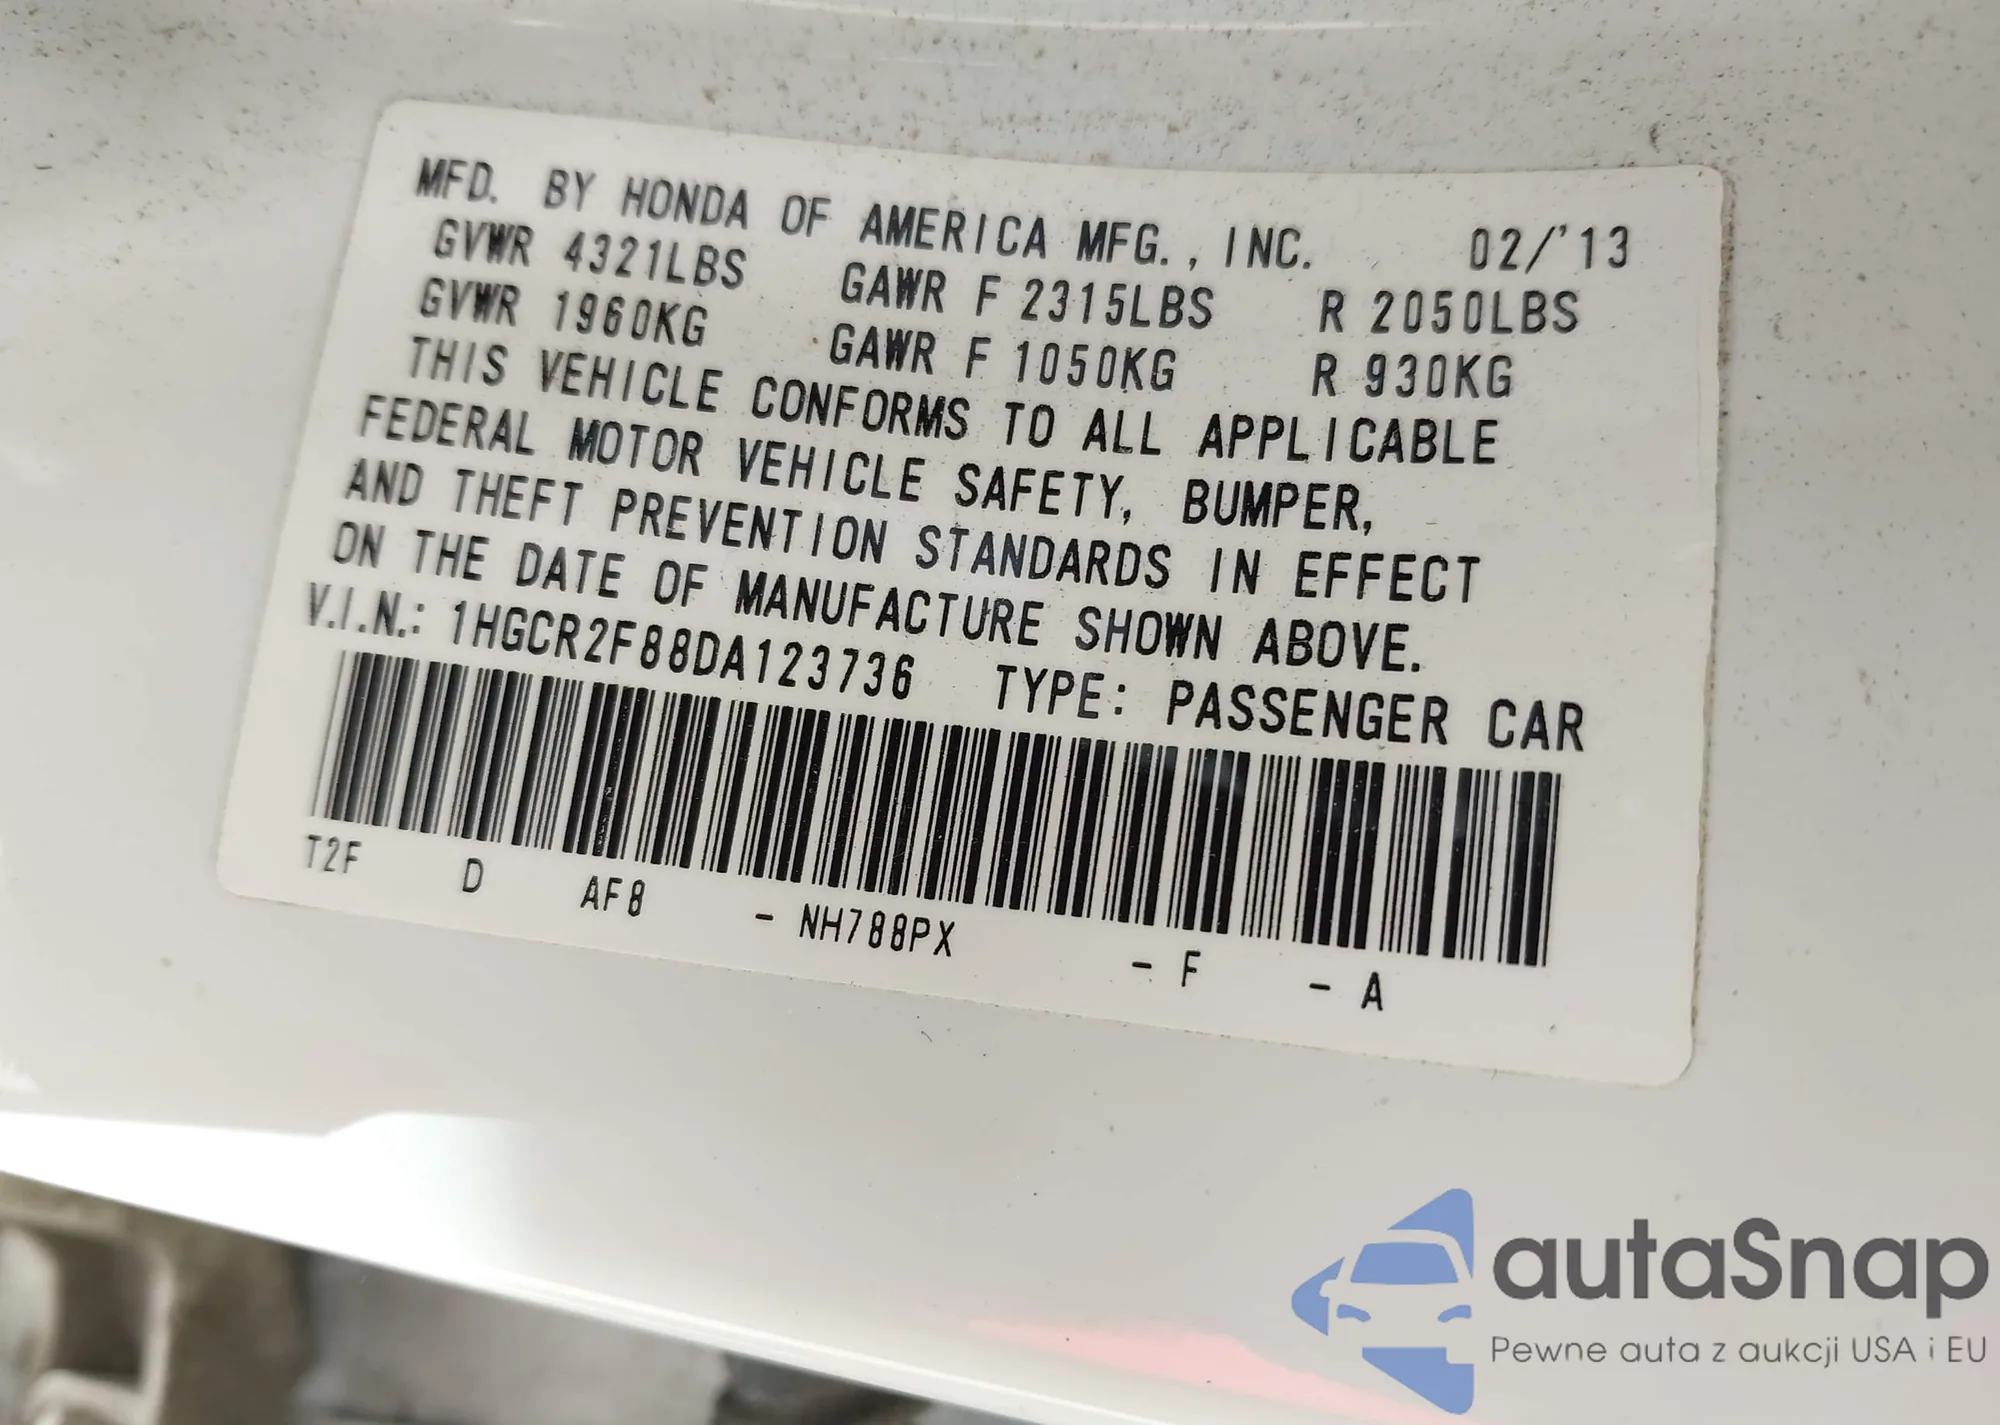 MFD. BY HONDA OF AMERICA MFG., INC. 02/'13
GVWR 4321LBS GAWR F 2315LBS R 2050LBS
GVWR 1960KG GAWR F 1050KG R 930KG
THIS VEHICLE CONFORMS TO ALL APPLICABLE
FEDERAL MOTOR VEHICLE SAFETY, BUMPER,
AND THEFT PREVENTION STANDARDS IN EFFECT
ON THE DATE OF MANUFACTURE SHOWN ABOVE.
V.I.N.: 1HGCR2F88DA123736 TYPE: PASSENGER CAR
T2F D AF8 - NH788PX - F - A
autaSnap
Pewne auta z aukcji USA i EU